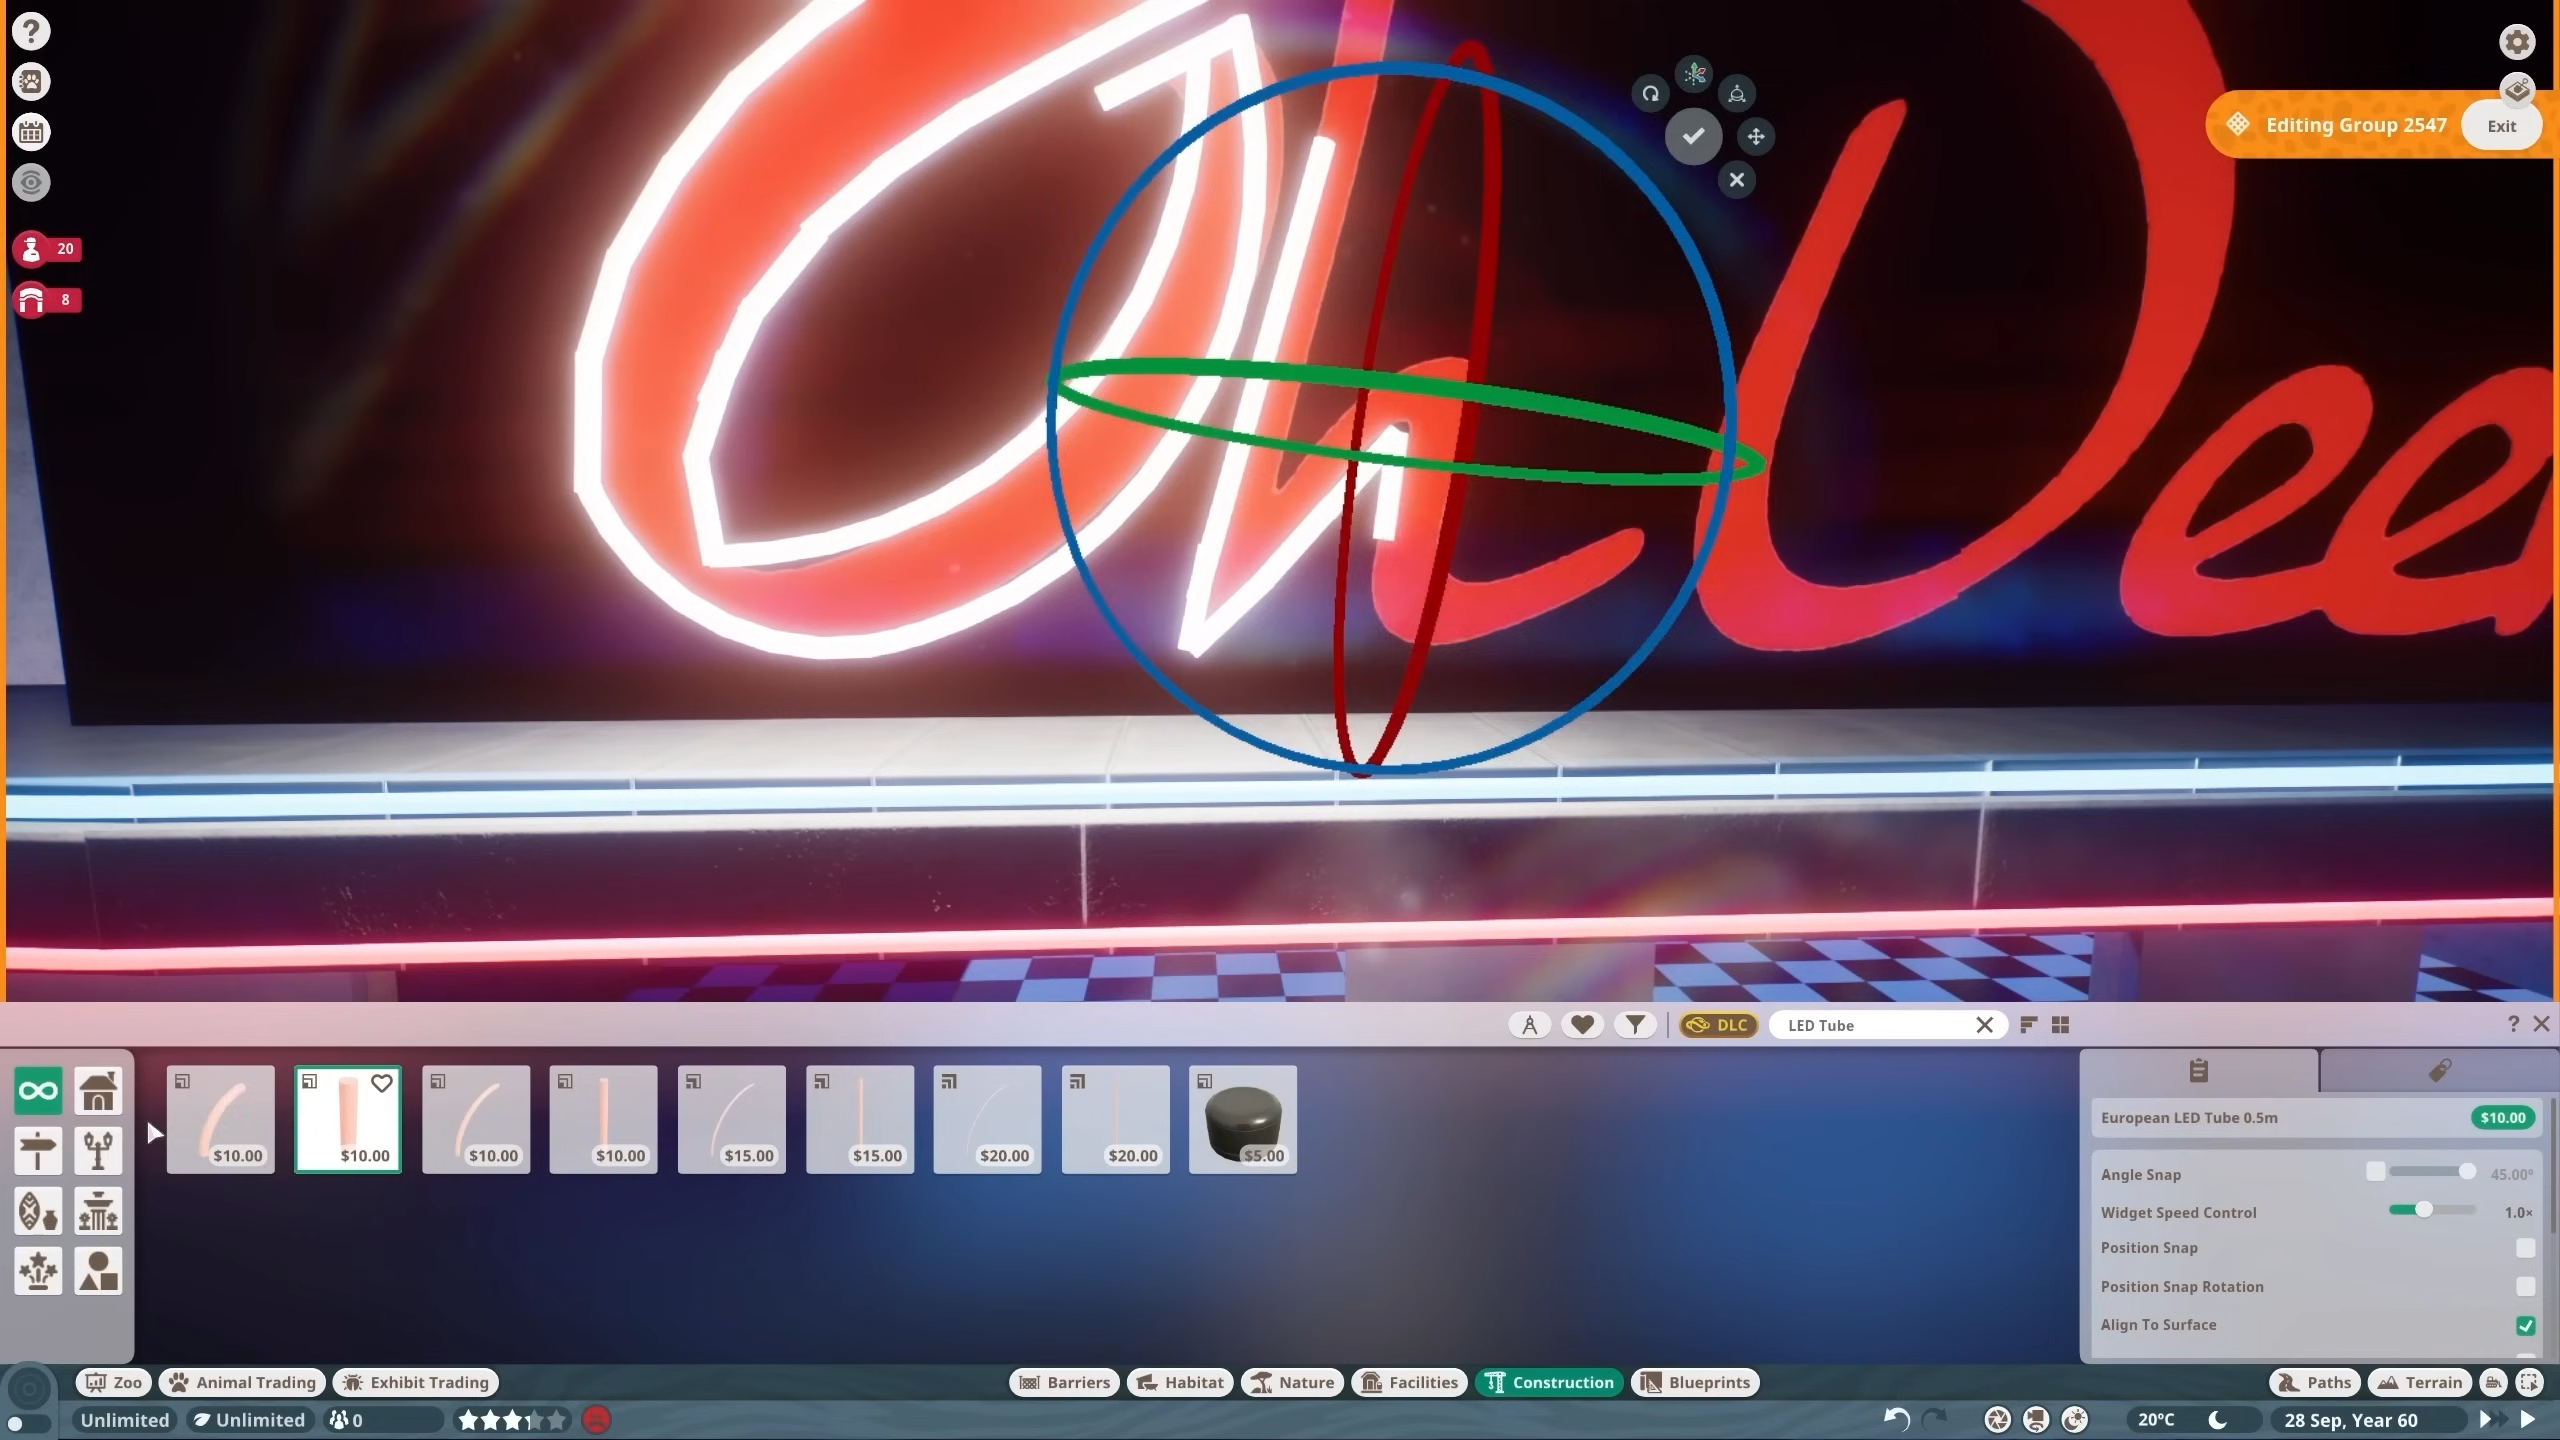 ?
Oh Deer
Editing Group 2547
Exit
20
8
DLC
LED Tube
?
$10.00
$10.00
$10.00
$10.00
$15.00
$15.00
$20.00
$20.00
$5.00
European LED Tube 0.5m
$10.00
Angle Snap
45.00°
Widget Speed Control
1.0×
Position Snap
Position Snap Rotation
Align To Surface
Zoo
Animal Trading
Exhibit Trading
Barriers
Habitat
Nature
Facilities
Construction
Blueprints
Paths
Terrain
Unlimited
Unlimited
0
20°C
28 Sep, Year 60